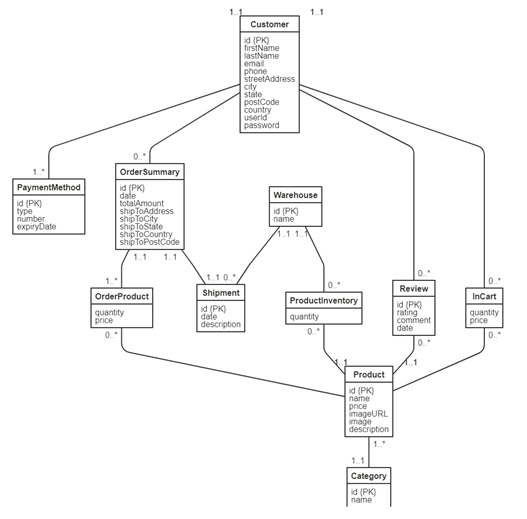 1..1
1..1
Customer
id {PK}
firstName
lastName
email
phone
streetAddress
city
state
postCode
country
userId
password
1..*
0..*
PaymentMethod
id {PK}
type
number
expiryDate
OrderSummary
id {PK}
date
totalAmount
shipToAddress
shipToCity
shipToState
shipToCountry
shipToPostCode
1..1
1..1
Warehouse
id {PK}
name
1..1
1..1
1..*
OrderProduct
quantity
price
0..*
1..1
0..*
Shipment
id {PK}
date
description
0..*
ProductInventory
quantity
0..*
0..*
Review
id {PK}
rating
comment
date
0..*
0..*
InCart
quantity
price
0..*
1..1
1..1
Product
id {PK}
name
price
imageURL
image
description
1..*
1..1
Category
id {PK}
name